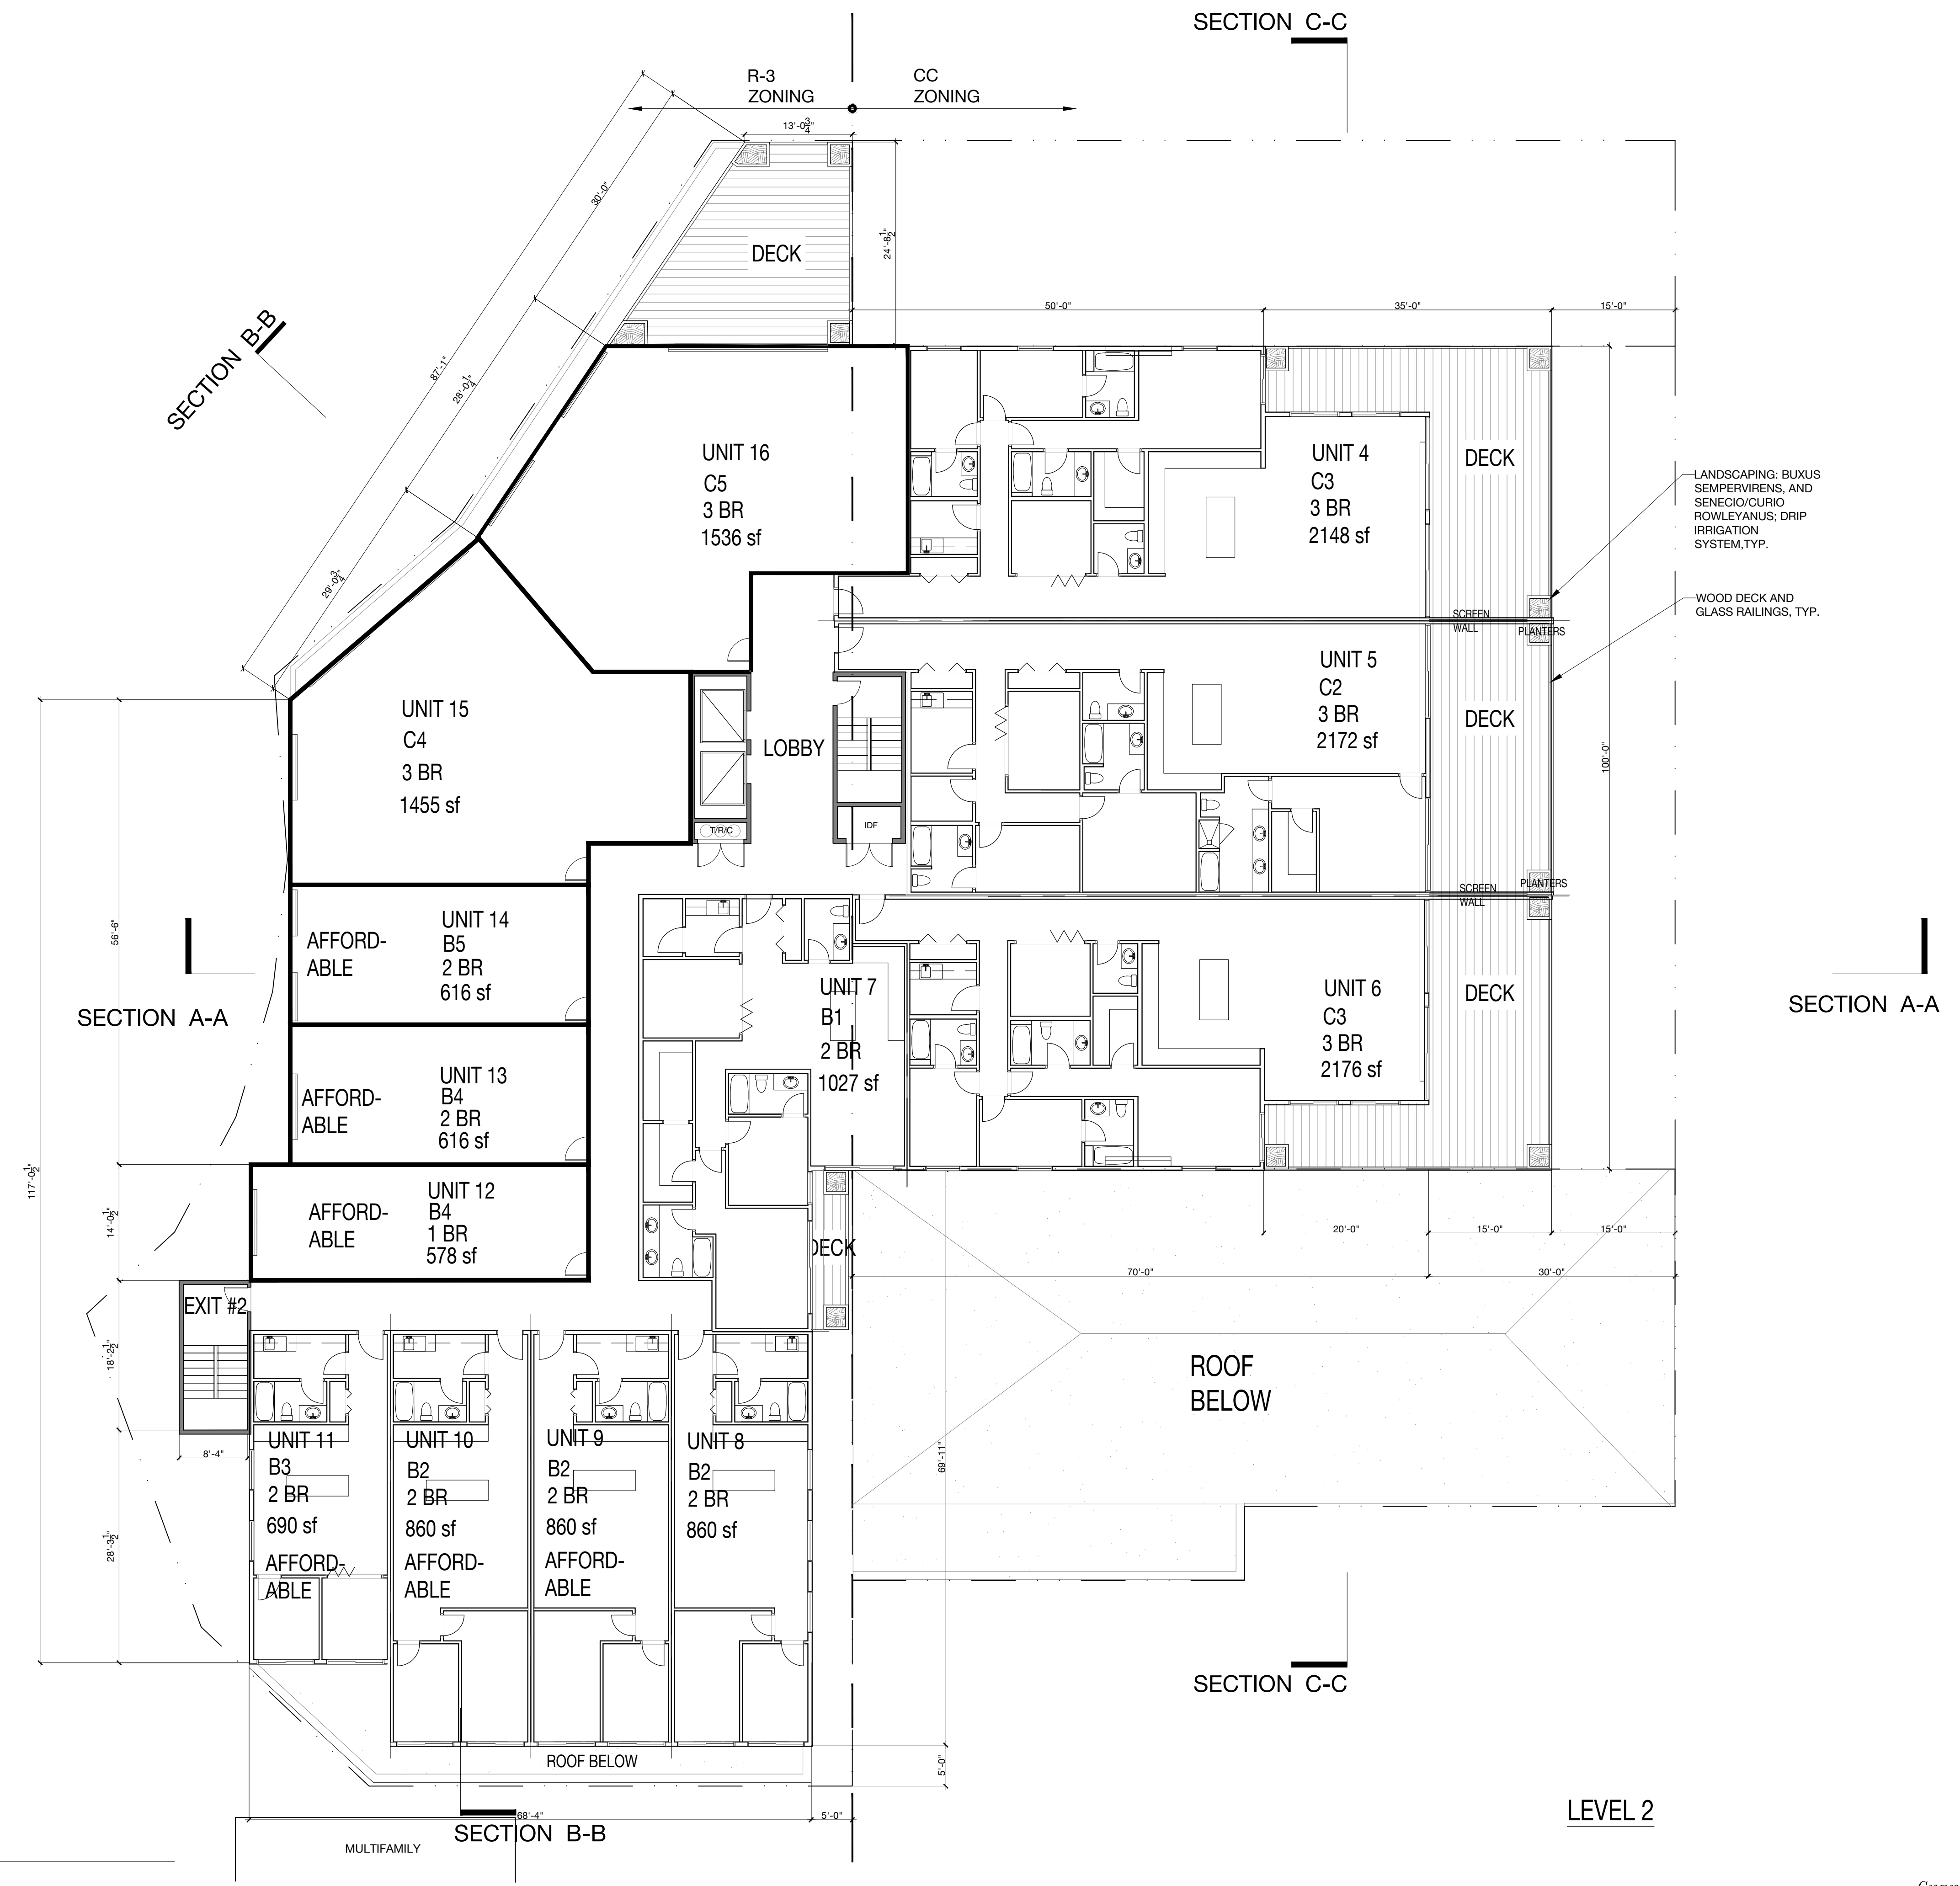 SECTION C-C
R-3
ZONING
CC
ZONING
13'-0 3/4"
30'-0"
DECK
24'-8 1/2"
50'-0"
35'-0"
15'-0"
SECTION B-B
87'-1"
28'-0 1/4"
29'-0 3/4"
UNIT 16
C5
3 BR
1536 sf
UNIT 4
C3
3 BR
2148 sf
DECK
LANDSCAPING: BUXUS
SEMPERVIRENS, AND
SENECIO/CURIO
ROWLEYANUS; DRIP
IRRIGATION
SYSTEM,TYP.
WOOD DECK AND
GLASS RAILINGS, TYP.
SCREEN
WALL
PLANTERS
UNIT 15
C4
3 BR
1455 sf
LOBBY
T/R/C
IDF
UNIT 5
C2
3 BR
2172 sf
DECK
100'-0"
SCREEN
WALL
PLANTERS
56'-6"
117'-0 1/2"
AFFORD-
ABLE
UNIT 14
B5
2 BR
616 sf
SECTION A-A
AFFORD-
ABLE
UNIT 13
B4
2 BR
616 sf
UNIT 7
B1
2 BR
1027 sf
UNIT 6
C3
3 BR
2176 sf
DECK
SECTION A-A
AFFORD-
ABLE
UNIT 12
B4
1 BR
578 sf
14'-0 1/2"
DECK
20'-0"
15'-0"
15'-0"
70'-0"
30'-0"
EXIT #2
18'-2 1/2"
8'-4"
28'-3 1/2"
ROOF
BELOW
69'-11"
UNIT 11
B3
2 BR
690 sf
AFFORD-
ABLE
UNIT 10
B2
2 BR
860 sf
AFFORD-
ABLE
UNIT 9
B2
2 BR
860 sf
AFFORD-
ABLE
UNIT 8
B2
2 BR
860 sf
SECTION C-C
ROOF BELOW
5'-0"
68'-4"
5'-0"
SECTION B-B
MULTIFAMILY
LEVEL 2